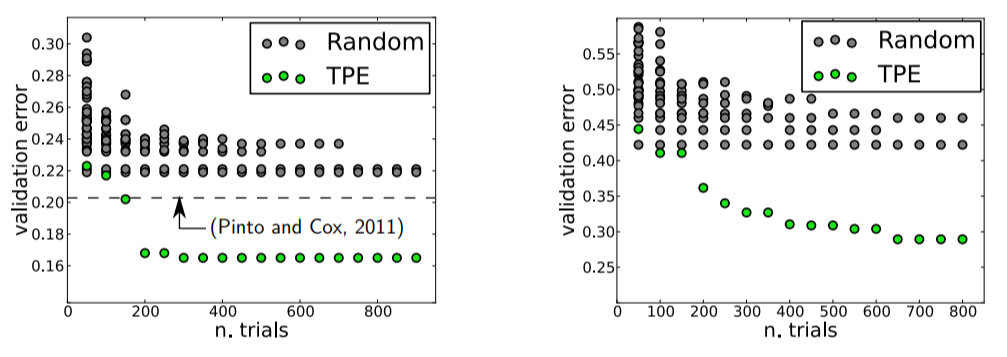 0.30
0.28
0.26
0.24
0.22
0.20
0.18
0.16
validation error
Random
TPE
(Pinto and Cox, 2011)
0 200 400 600 800
n. trials
0.55
0.50
0.45
0.40
0.35
0.30
0.25
validation error
Random
TPE
0 100 200 300 400 500 600 700 800
n. trials